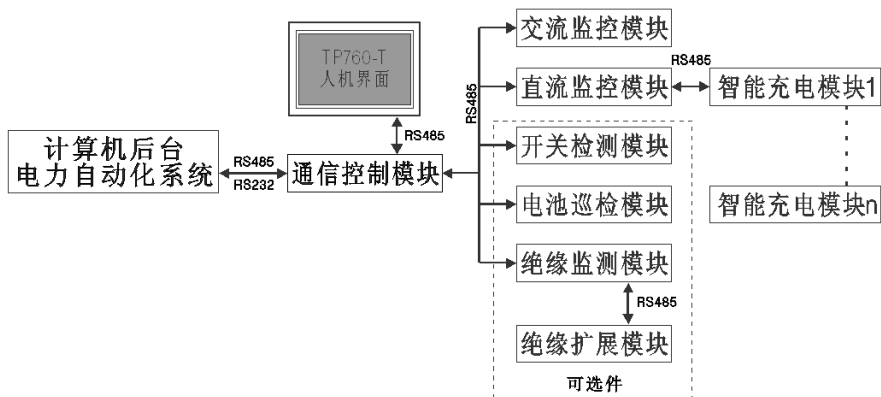 TP760-T
人机界面
RS485
计算机后台
电力自动化系统
RS485
RS232
通信控制模块
RS485
交流监控模块
直流监控模块
RS485
智能充电模块1
开关检测模块
电池巡检模块
智能充电模块n
绝缘监测模块
RS485
绝缘扩展模块
可选件